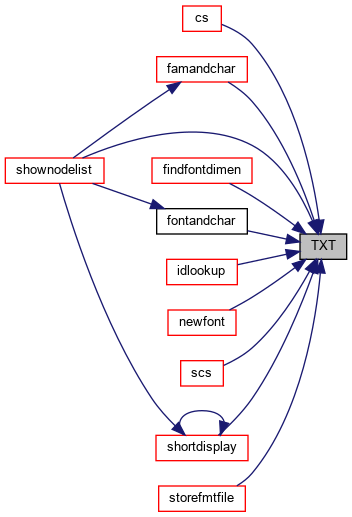 cs
famandchar
shownodelist
findfontdimen
fontandchar
TXT
idlookup
newfont
scs
shortdisplay
storefmtfile